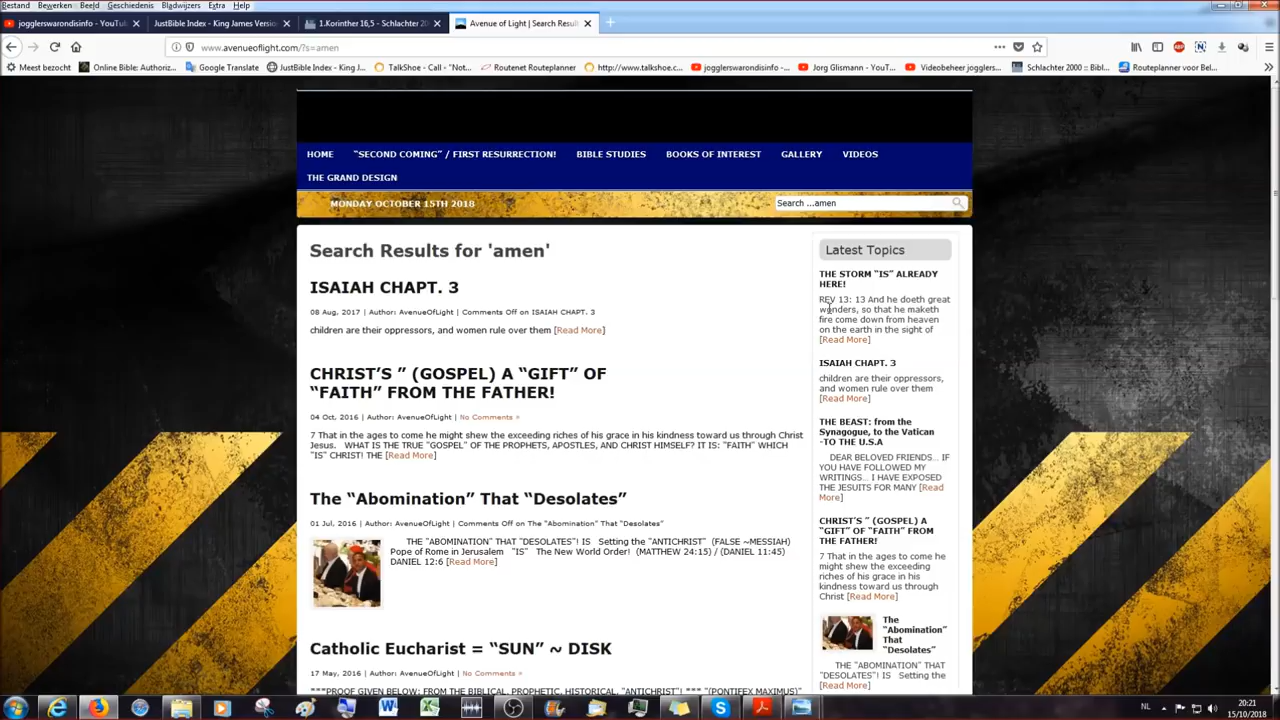 Bestand Bewerken Beeld Geschiedenis Extra Help
jogglerswarondisinfo - YouTu JustBible Index - King James Versio 1.Korinther 16,5 - Schlachter 20 Avenue of Light | Search Resul
www.avenueoflight.com/?s=amen
Meest bezocht Online Bible: Authoriz... Google Translate JustBible Index - King J... TalkShoe - Call - "Not... Routenet Routeplanner http://www.talkshoe.c... jogglerswarondisinfo -... Jorg Glismann - YouT... Videobeheer jogglers... Schlachter 2000 :: Bibl... Routeplanner voor Bel...
HOME “SECOND COMING” / FIRST RESURRECTION! BIBLE STUDIES BOOKS OF INTEREST GALLERY VIDEOS
THE GRAND DESIGN
MONDAY OCTOBER 15TH 2018
Search ...amen
Search Results for 'amen'
ISAIAH CHAPT. 3
08 Aug, 2017 | Author: AvenueOfLight | Comments Off on ISAIAH CHAPT. 3
children are their oppressors, and women rule over them [Read More]
CHRIST’S ” (GOSPEL) A “GIFT” OF
“FAITH” FROM THE FATHER!
04 Oct, 2016 | Author: AvenueOfLight | No Comments »
7 That in the ages to come he might shew the exceeding riches of his grace in his kindness toward us through Christ
Jesus. WHAT IS THE TRUE "GOSPEL" OF THE PROPHETS, APOSTLES, AND CHRIST HIMSELF? IT IS: "FAITH" WHICH
"IS" CHRIST! THE [Read More]
The “Abomination” That “Desolates”
01 Jul, 2016 | Author: AvenueOfLight | Comments Off on The “Abomination” That “Desolates”
THE "ABOMINATION" THAT "DESOLATES"! IS Setting the "ANTICHRIST" (FALSE ~MESSIAH)
Pope of Rome in Jerusalem "IS" The New World Order! (MATTHEW 24:15) / (DANIEL 11:45)
DANIEL 12:6 [Read More]
Catholic Eucharist = “SUN” ~ DISK
17 May, 2016 | Author: AvenueOfLight | No Comments »
"""PROOF GIVEN BELOW: FROM THE BIBLICAL, PROPHETIC, HISTORICAL, "ANTICHRIST"! """ "(PONTIFEX MAXIMUS)"
Latest Topics
THE STORM “IS” ALREADY
HERE!
REV 13: 13 And he doeth great
wonders, so that he maketh
fire come down from heaven
on the earth in the sight of
[Read More]
ISAIAH CHAPT. 3
children are their oppressors,
and women rule over them
[Read More]
THE BEAST: from the
Synagogue, to the Vatican
-TO THE U.S.A
DEAR BELOVED FRIENDS... IF
YOU HAVE FOLLOWED MY
WRITINGS... I HAVE EXPOSED
THE JESUITS FOR MANY [Read
More]
CHRIST’S ” (GOSPEL) A
“GIFT” OF “FAITH” FROM
THE FATHER!
7 That in the ages to come he
might shew the exceeding
riches of his grace in his
kindness toward us through
Christ [Read More]
The
“Abomination”
That
“Desolates”
THE "ABOMINATION" THAT
"DESOLATES"! IS Setting the
[Read More]
NL
20:21
15/10/2018